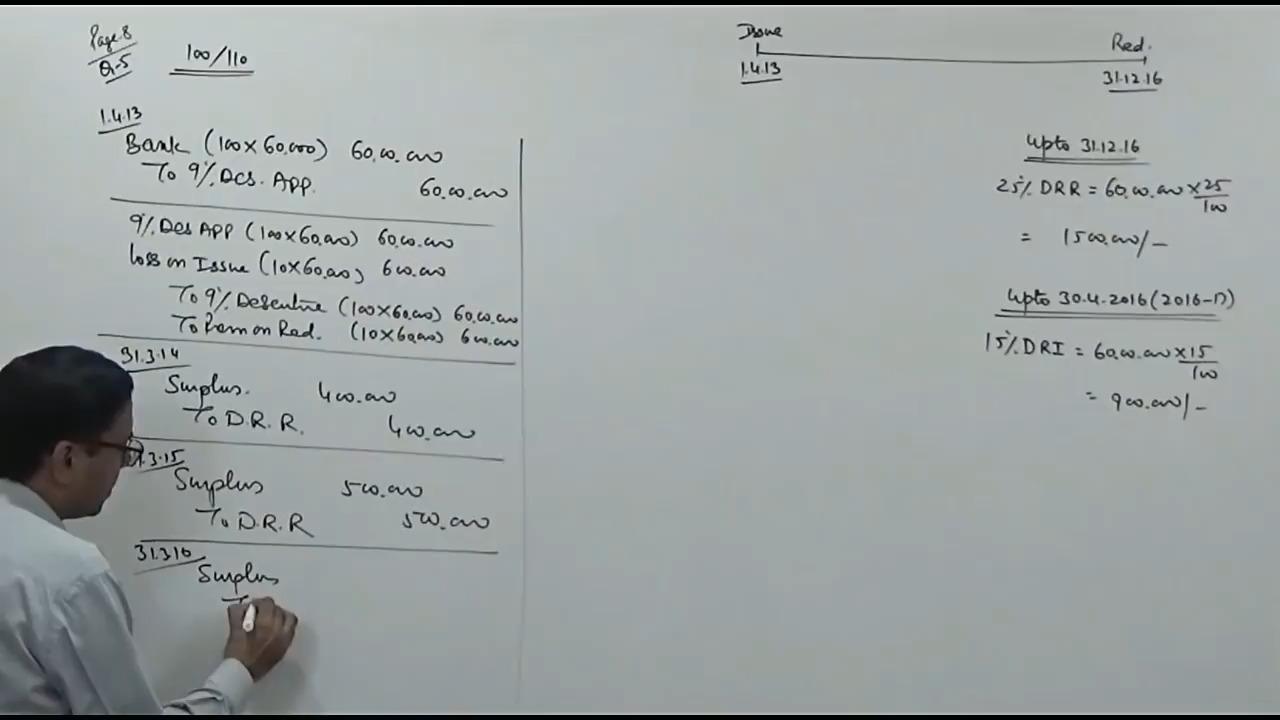 Page.8
Q-5
100/110
1.4.13
Bank (100×60,000) 60,00,000
To 9% Des. App. 60,00,000
9% Des APP (100×60,000) 60,00,000
Loss on Issue (10×60,000) 6,00,000
To 9% Debenture (100×60,000) 60,00,000
To Prem on Red. (10×60,000) 6,00,000
31.3.14
Surplus. 4,00,000
To D.R.R. 4,00,000
.3.15
Surplus 5,00,000
To D.R.R 5,00,000
31.3.16
Surplus
T
Issue
1.4.13
Red.
31.12.16
upto 31.12.16
25% DRR = 60,00,000 × 25/100
= 15,00,000/-
upto 30.4.2016 (2016-17)
15% DRI = 60,00,000 × 15/100
= 9,00,000/-